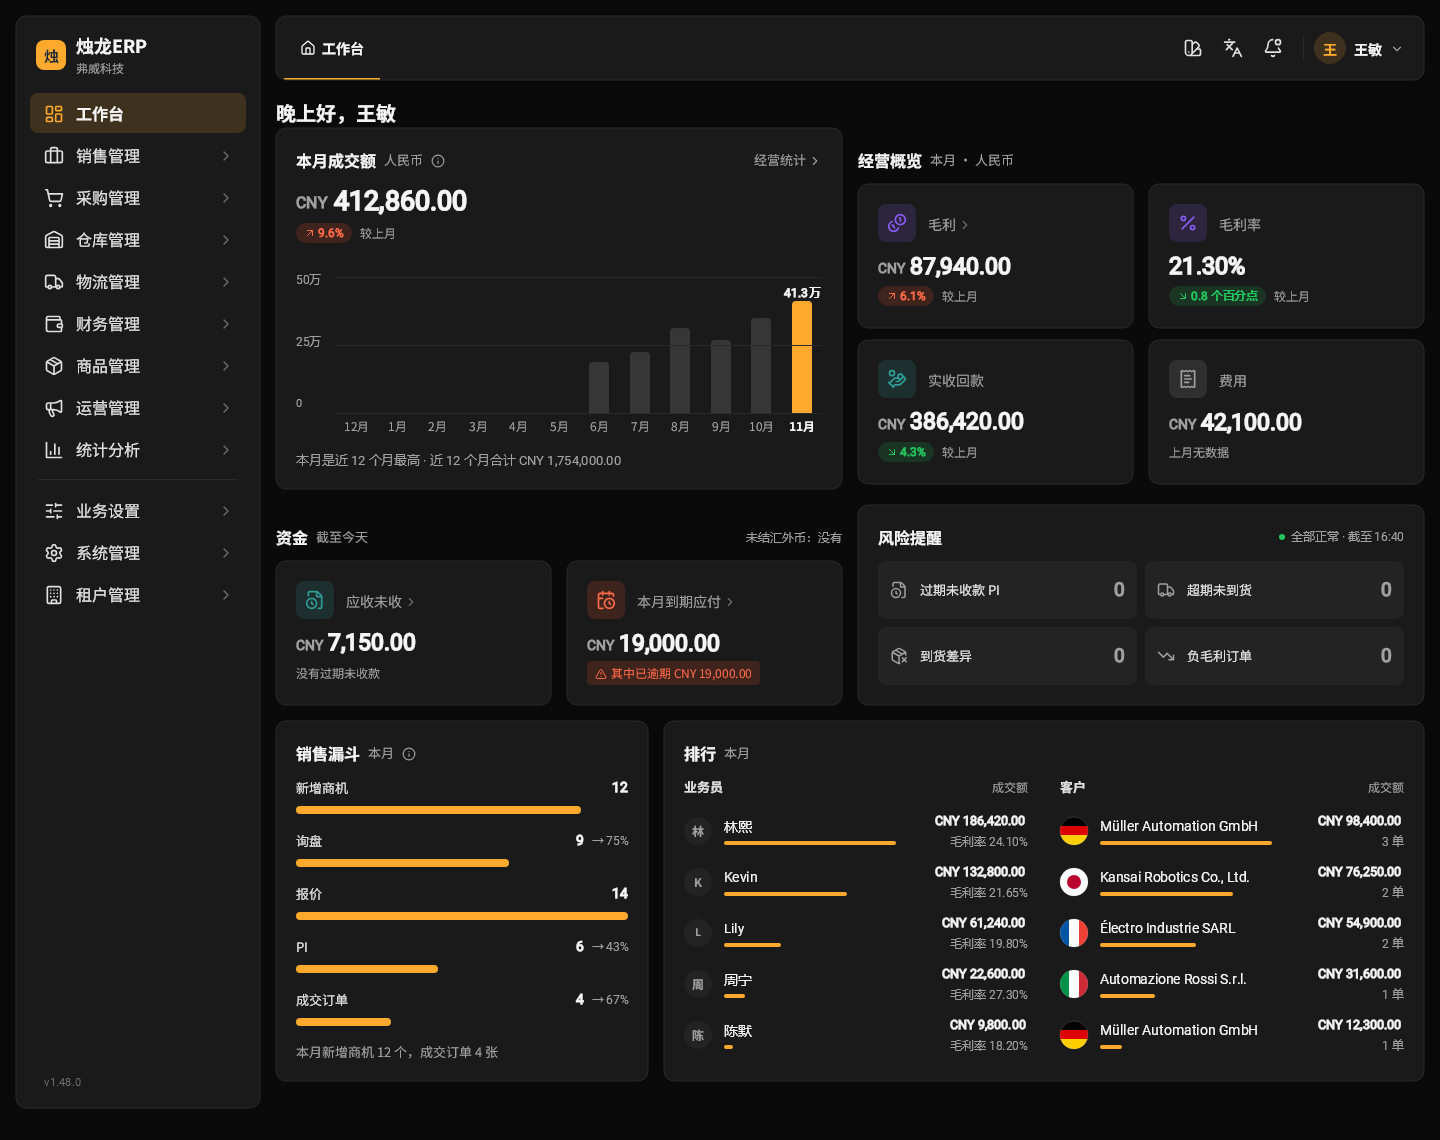 烛
烛龙ERP
弗威科技
工作台
销售管理
采购管理
仓库管理
物流管理
财务管理
商品管理
运营管理
统计分析
业务设置
系统管理
租户管理
v1.48.0
工作台
王 王敏
晚上好，王敏
本月成交额 人民币 经营统计
CNY 412,860.00
9.6% 较上月
50万
25万
0
41.3万
12月 1月 2月 3月 4月 5月 6月 7月 8月 9月 10月 11月
本月是近 12 个月最高 · 近 12 个月合计 CNY 1,754,000.00
经营概览 本月 · 人民币
毛利
CNY 87,940.00
6.1% 较上月
毛利率
21.30%
0.8 个百分点 较上月
实收回款
CNY 386,420.00
4.3% 较上月
费用
CNY 42,100.00
上月无数据
资金 截至今天 未结汇外币：没有
应收未收
CNY 7,150.00
没有过期未收款
本月到期应付
CNY 19,000.00
其中已逾期 CNY 19,000.00
风险提醒 全部正常 · 截至 16:40
过期未收款 PI 0
超期未到货 0
到货差异 0
负毛利订单 0
销售漏斗 本月
新增商机 12
询盘 9 →75%
报价 14
PI 6 →43%
成交订单 4 →67%
本月新增商机 12 个，成交订单 4 张
排行 本月
业务员 成交额
林 林熙 CNY 186,420.00
毛利率 24.10%
K Kevin CNY 132,800.00
毛利率 21.65%
L Lily CNY 61,240.00
毛利率 19.80%
周 周宁 CNY 22,600.00
毛利率 27.30%
陈 陈默 CNY 9,800.00
毛利率 18.20%
客户 成交额
Müller Automation GmbH CNY 98,400.00
3 单
Kansai Robotics Co., Ltd. CNY 76,250.00
2 单
Électro Industrie SARL CNY 54,900.00
2 单
Automazione Rossi S.r.l. CNY 31,600.00
1 单
Müller Automation GmbH CNY 12,300.00
1 单